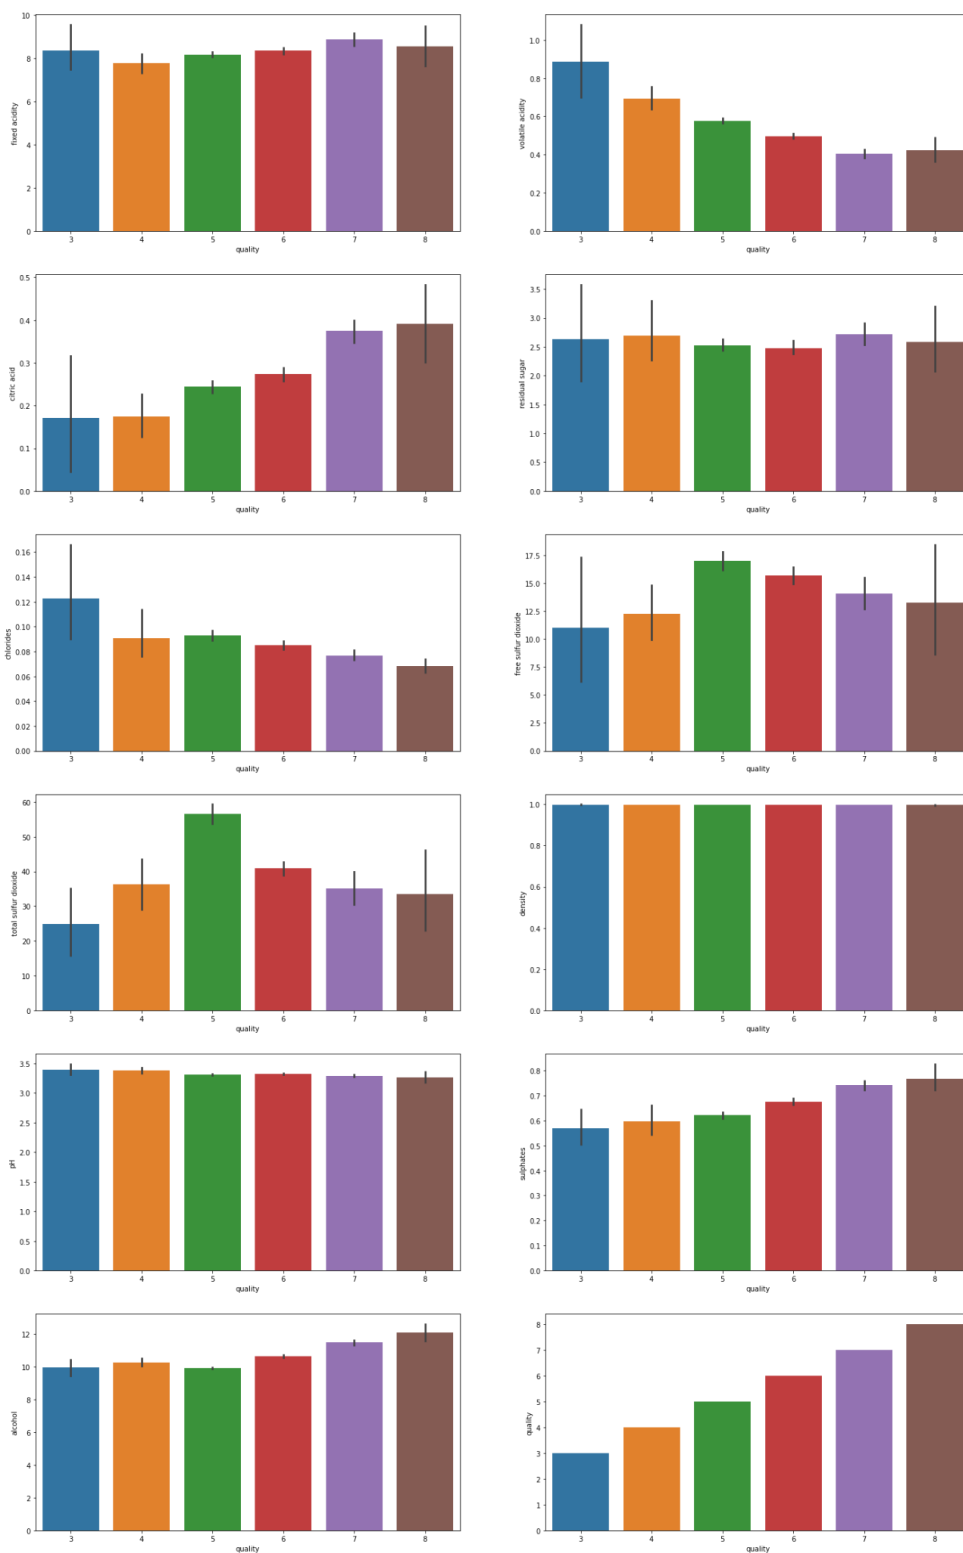 10
8
6
4
2
0
fixed acidity
3 4 5 6 7 8
quality
1.0
0.8
0.6
0.4
0.2
0.0
volatile acidity
3 4 5 6 7 8
quality
0.5
0.4
0.3
0.2
0.1
0.0
citric acid
3 4 5 6 7 8
quality
3.5
3.0
2.5
2.0
1.5
1.0
0.5
0.0
residual sugar
3 4 5 6 7 8
quality
0.16
0.14
0.12
0.10
0.08
0.06
0.04
0.02
0.00
chlorides
3 4 5 6 7 8
quality
17.5
15.0
12.5
10.0
7.5
5.0
2.5
0.0
free sulfur dioxide
3 4 5 6 7 8
quality
60
50
40
30
20
10
0
total sulfur dioxide
3 4 5 6 7 8
quality
1.0
0.8
0.6
0.4
0.2
0.0
density
3 4 5 6 7 8
quality
3.5
3.0
2.5
2.0
1.5
1.0
0.5
0.0
pH
3 4 5 6 7 8
quality
0.8
0.7
0.6
0.5
0.4
0.3
0.2
0.1
0.0
sulphates
3 4 5 6 7 8
quality
12
10
8
6
4
2
0
alcohol
3 4 5 6 7 8
quality
8
7
6
5
4
3
2
1
0
quality
3 4 5 6 7 8
quality